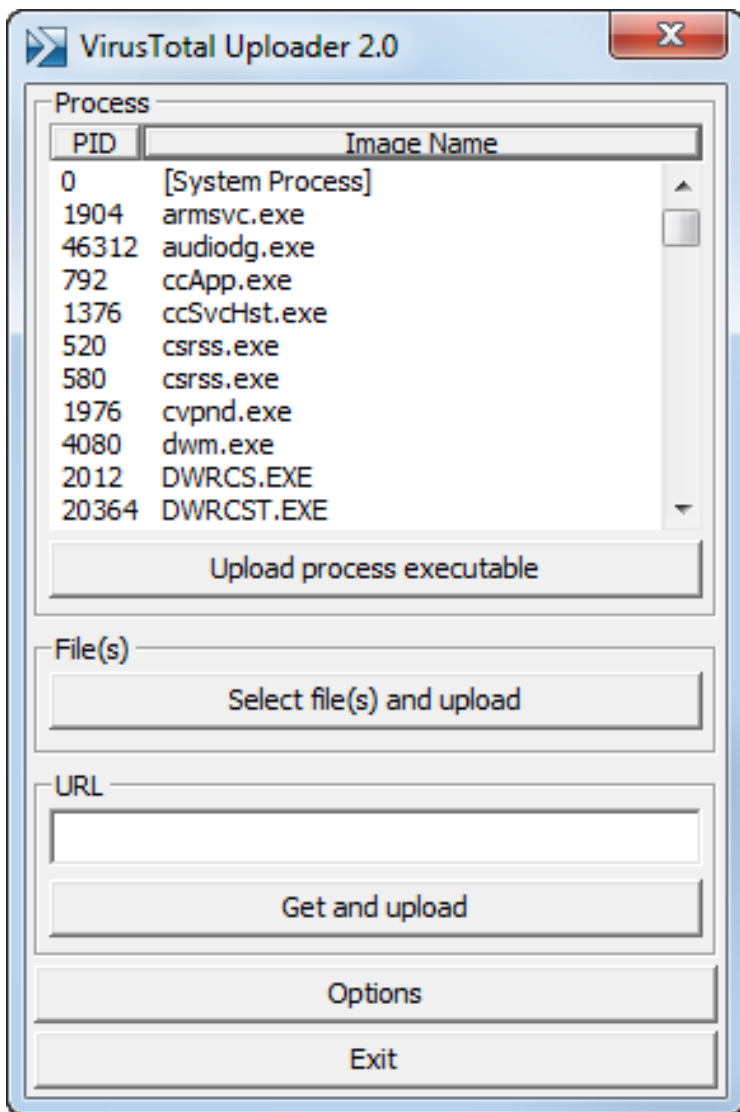 VirusTotal Uploader 2.0
Process
PID Image Name
0 [System Process]
1904 armsvc.exe
46312 audiodg.exe
792 ccApp.exe
1376 ccSvcHst.exe
520 csrss.exe
580 csrss.exe
1976 cvpnd.exe
4080 dwm.exe
2012 DWRCS.EXE
20364 DWRCST.EXE
Upload process executable
File(s)
Select file(s) and upload
URL
Get and upload
Options
Exit